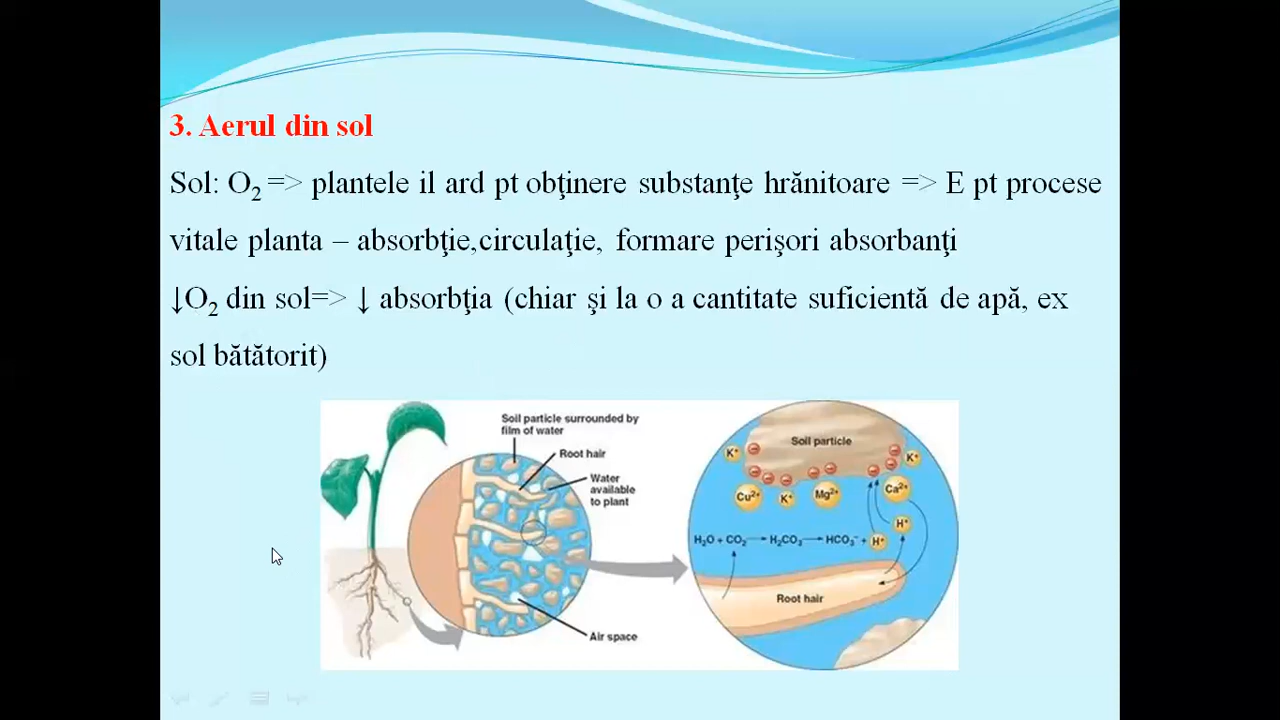 3. Aerul din sol
Sol: O₂ => plantele il ard pt obţinere substanţe hrănitoare => E pt procese
vitale planta – absorbţie,circulaţie, formare perişori absorbanţi
↓O₂ din sol=> ↓ absorbţia (chiar şi la o a cantitate suficientă de apă, ex
sol bătătorit)
Soil particle surrounded by
film of water
Root hair
Water
available
to plant
Air space
Soil particle
K⁺
K⁺
Cu²⁺
K⁺
Mg²⁺
Ca²⁺
H⁺
H₂O + CO₂ → H₂CO₃ → HCO₃⁻ + H⁺
Root hair